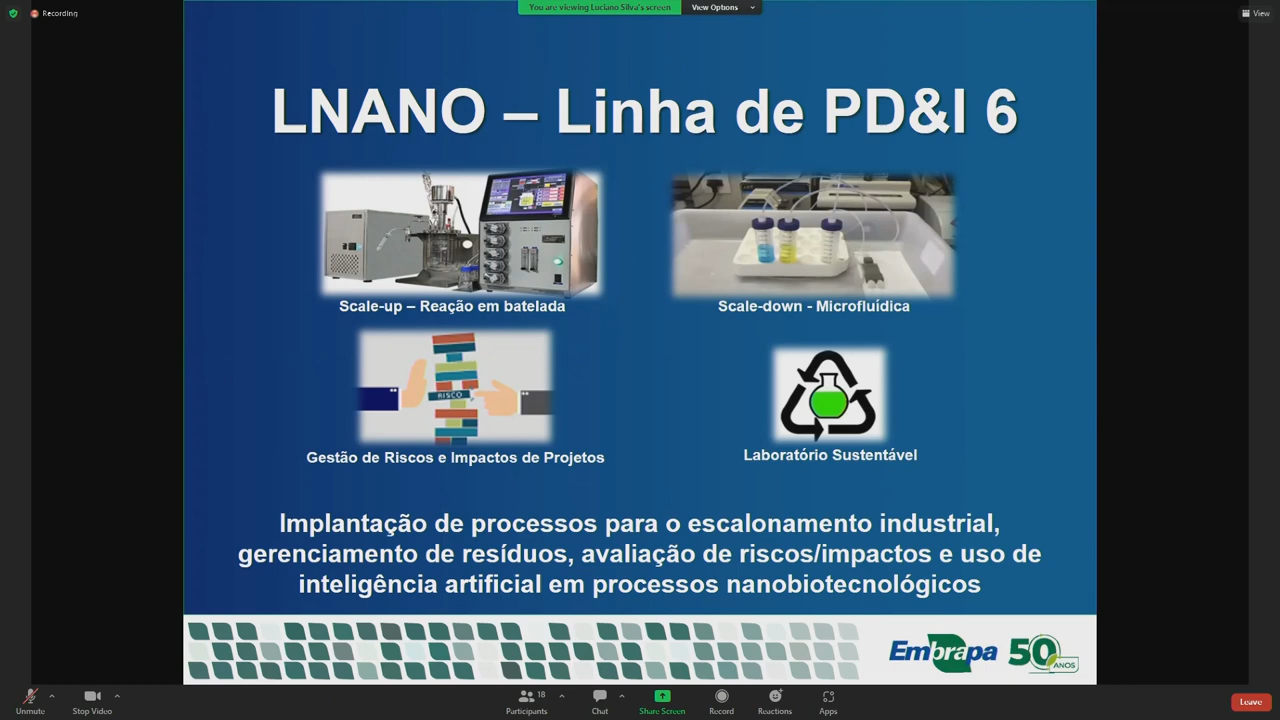 Recording
You are viewing Luciano Silva's screen
View Options
View
LNANO – Linha de PD&I 6
Scale-up – Reação em batelada
Scale-down - Microfluídica
RISCO
Gestão de Riscos e Impactos de Projetos
Laboratório Sustentável
Implantação de processos para o escalonamento industrial,
gerenciamento de resíduos, avaliação de riscos/impactos e uso de
inteligência artificial em processos nanobiotecnológicos
Embrapa 50 ANOS
Unmute
Stop Video
Participants 18
Chat
Share Screen
Record
Reactions
Apps
Leave